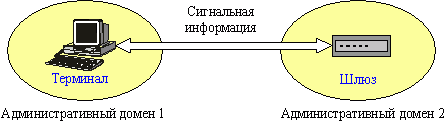 Сигнальная
информация
Терминал
Шлюз
Административный домен 1
Административный домен 2